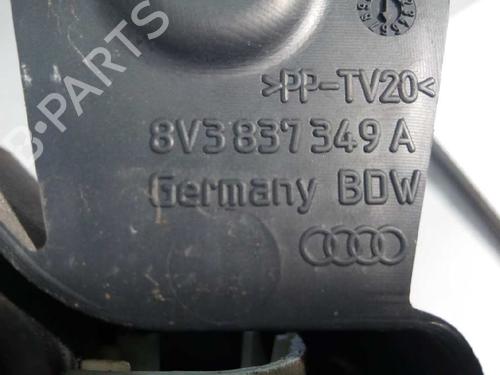 >PP-TV20<
8V3 837 349 A
Germany BDW
B-PARTS